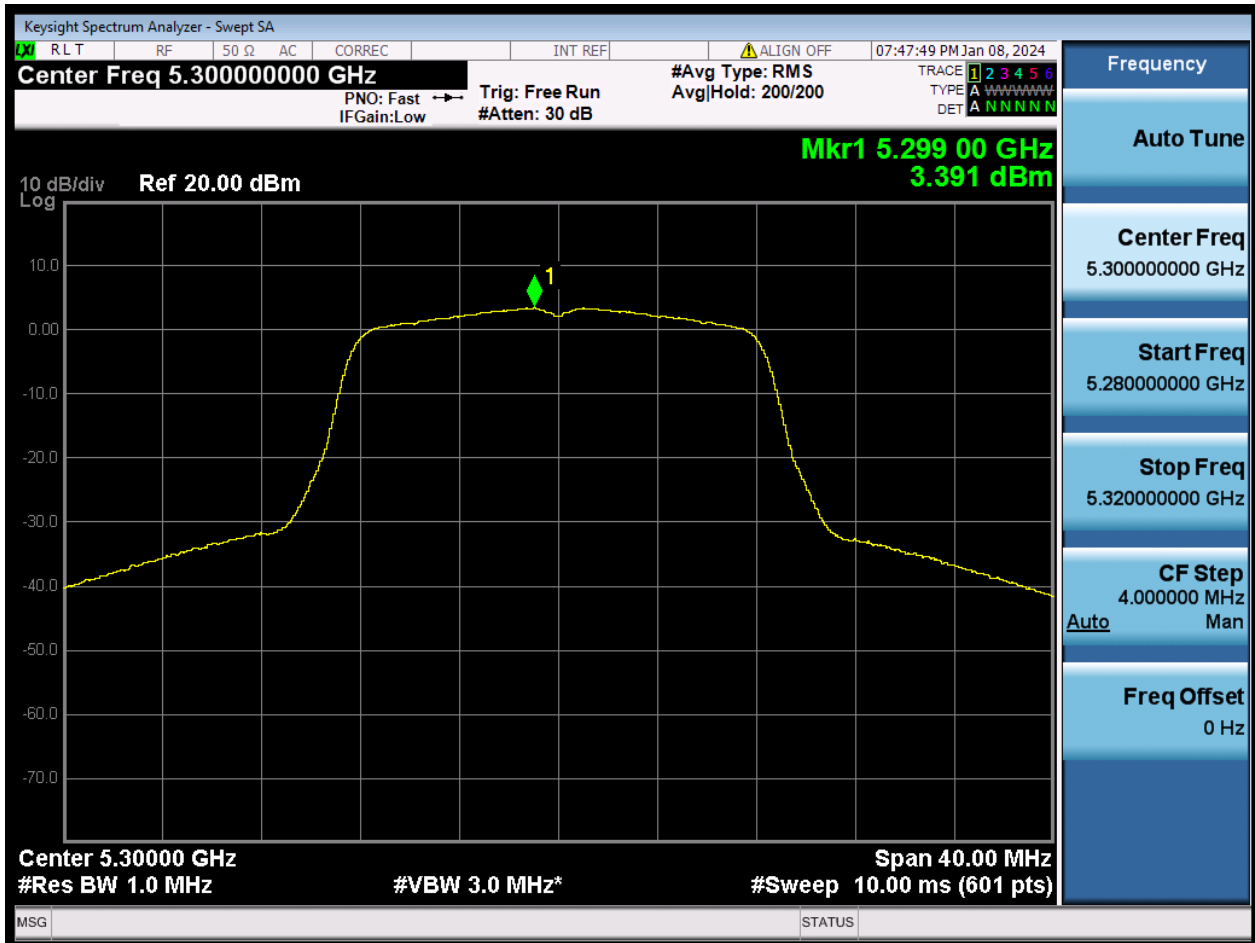 Keysight Spectrum Analyzer - Swept SA
LXI RLT RF 50 Ω AC CORREC INT REF ALIGN OFF 07:47:49 PM Jan 08, 2024
Center Freq 5.300000000 GHz
PNO: Fast
IFGain:Low
Trig: Free Run
#Atten: 30 dB
#Avg Type: RMS
Avg|Hold: 200/200
TRACE 1 2 3 4 5 6
TYPE A WWWWW
DET A N N N N N
Mkr1 5.299 00 GHz
3.391 dBm
10 dB/div Ref 20.00 dBm
Log
1
10.0
0.00
-10.0
-20.0
-30.0
-40.0
-50.0
-60.0
-70.0
Center 5.30000 GHz Span 40.00 MHz
#Res BW 1.0 MHz #VBW 3.0 MHz* #Sweep 10.00 ms (601 pts)
MSG STATUS
Frequency
Auto Tune
Center Freq
5.300000000 GHz
Start Freq
5.280000000 GHz
Stop Freq
5.320000000 GHz
CF Step
4.000000 MHz
Auto Man
Freq Offset
0 Hz